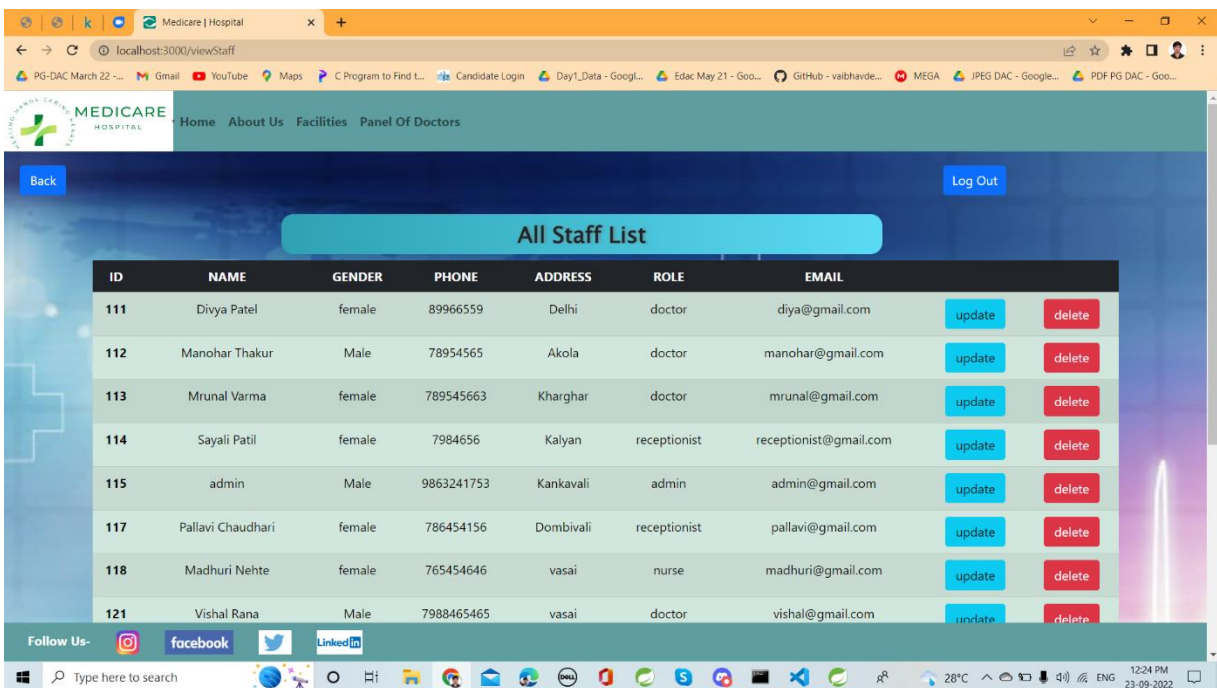 k Medicare | Hospital
localhost:3000/viewStaff
PG-DAC March 22 -... Gmail YouTube Maps C Program to Find t... Candidate Login Day1_Data - Googl... Edac May 21 - Goo... GitHub - vaibhavde... MEGA JPEG DAC - Google... PDF PG DAC - Goo...
HEALING HANDS CARING HEARTS
MEDICARE
HOSPITAL
Home About Us Facilities Panel Of Doctors
Back Log Out
All Staff List
ID NAME GENDER PHONE ADDRESS ROLE EMAIL
111 Divya Patel female 89966559 Delhi doctor diya@gmail.com update delete
112 Manohar Thakur Male 78954565 Akola doctor manohar@gmail.com update delete
113 Mrunal Varma female 789545663 Kharghar doctor mrunal@gmail.com update delete
114 Sayali Patil female 7984656 Kalyan receptionist receptionist@gmail.com update delete
115 admin Male 9863241753 Kankavali admin admin@gmail.com update delete
117 Pallavi Chaudhari female 786454156 Dombivali receptionist pallavi@gmail.com update delete
118 Madhuri Nehte female 765454646 vasai nurse madhuri@gmail.com update delete
121 Vishal Rana Male 7988465465 vasai doctor vishal@gmail.com update delete
Follow Us- facebook Linked in
Type here to search DELL S 28°C ENG 12:24 PM
23-09-2022